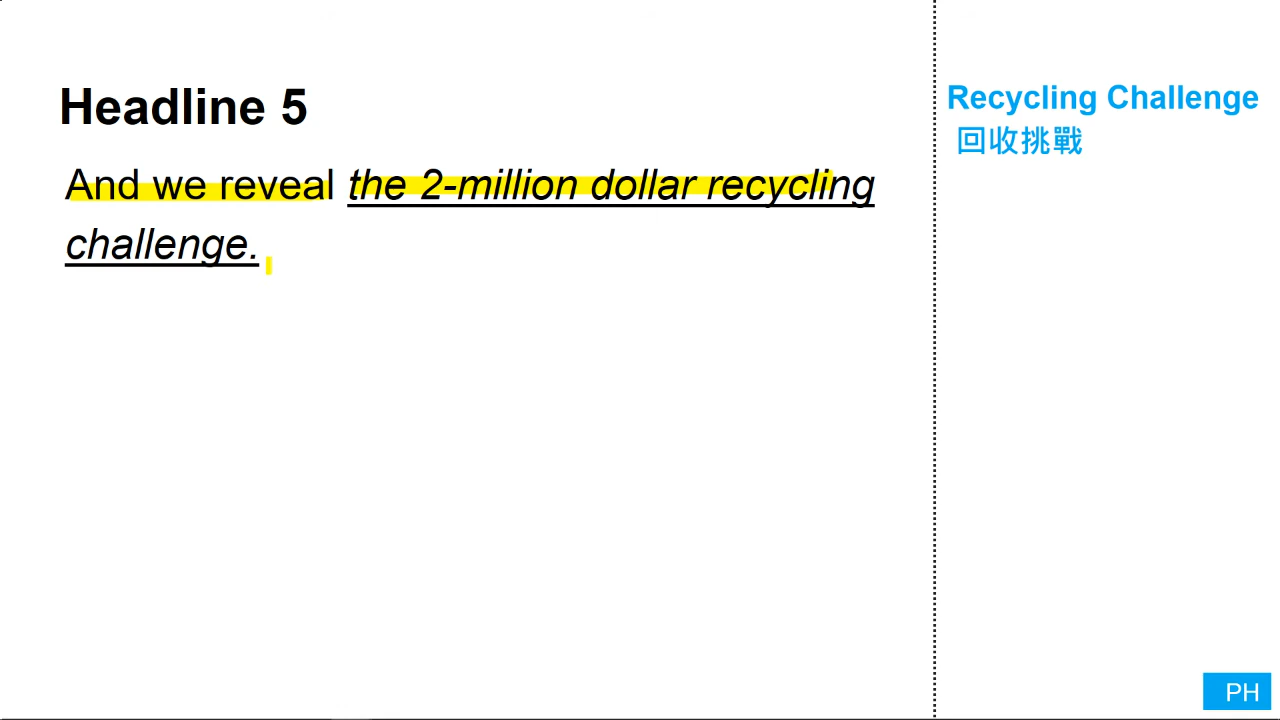 Headline 5
And we reveal the 2-million dollar recycling
challenge.
Recycling Challenge
回收挑戰
PH